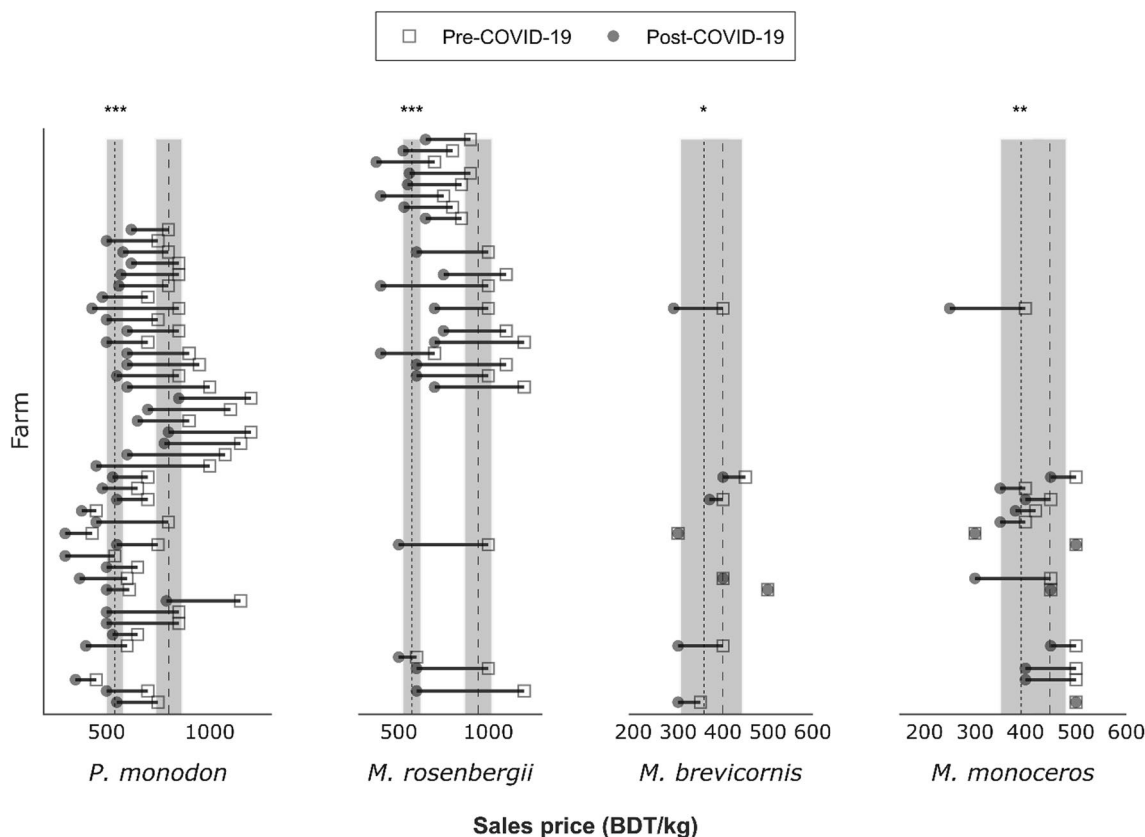 Pre-COVID-19 Post-COVID-19
*** *** * **
Farm
500 1000 500 1000 200 300 400 500 600 200 300 400 500 600
P. monodon M. rosenbergii M. brevicornis M. monoceros
Sales price (BDT/kg)